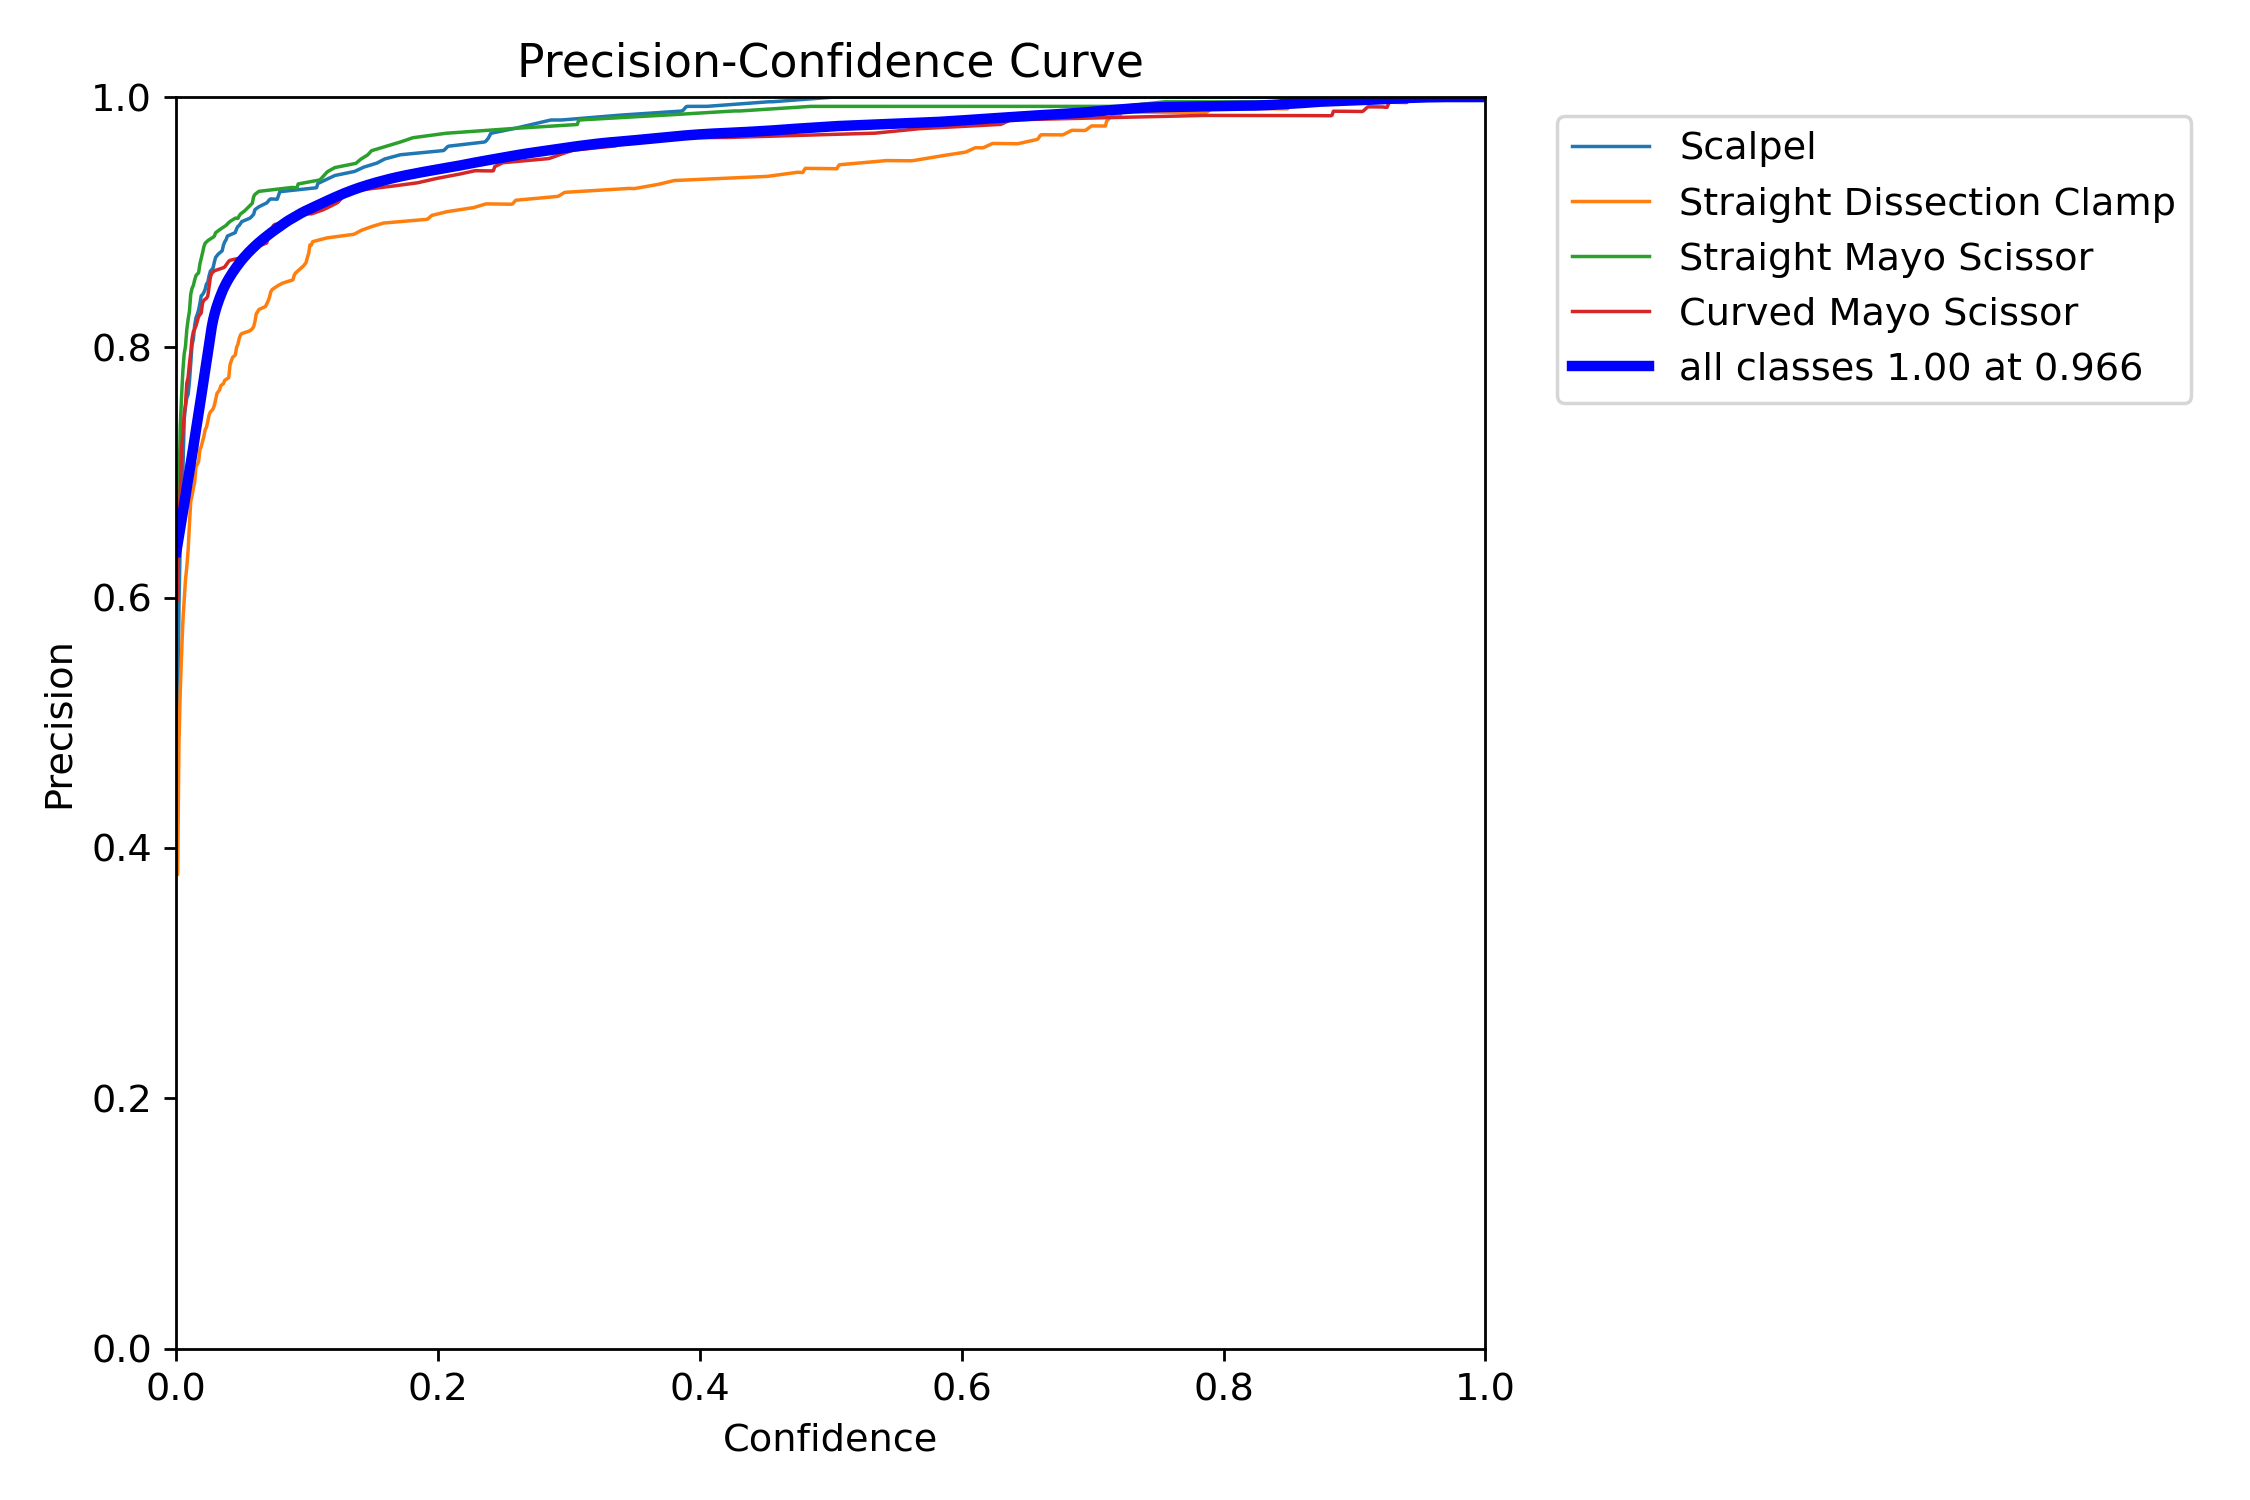 Precision-Confidence Curve
1.0
0.8
0.6
0.4
0.2
0.0
Precision
0.0 0.2 0.4 0.6 0.8 1.0
Confidence
Scalpel
Straight Dissection Clamp
Straight Mayo Scissor
Curved Mayo Scissor
all classes 1.00 at 0.966